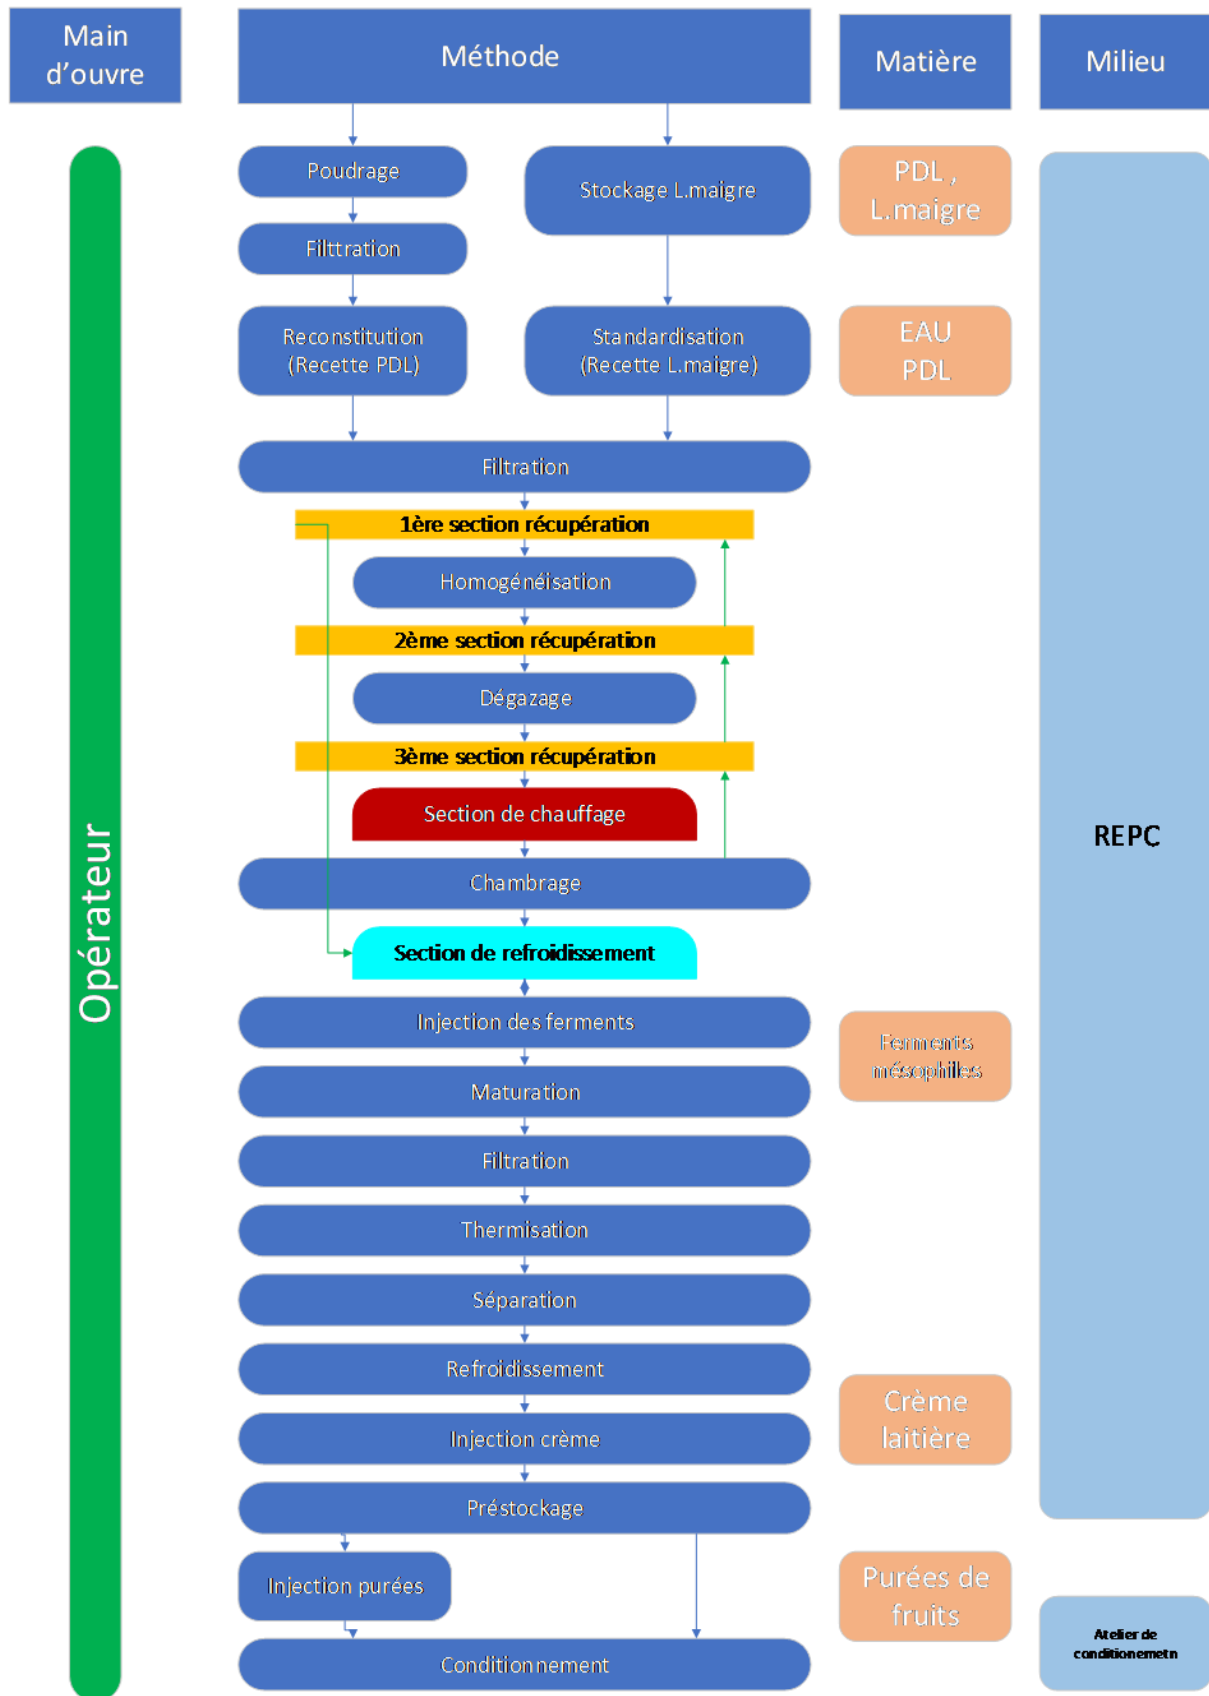 Main
d'ouvre
Méthode
Matière
Milieu
Poudrage
Stockage L.maigre
PDL ,
L.maigre
Filttration
Reconstitution
(Recette PDL)
Standardisation
(Recette L.maigre)
EAU
PDL
Filtration
1ère section récupération
Homogénéisation
2ème section récupération
Dégazage
3ème section récupération
Section de chauffage
REPC
Chambrage
Opérateur
Section de refroidissement
Injection des ferments
Ferments
mésophilles
Maturation
Filtration
Thermisation
Séparation
Refroidissement
Crème
laitière
Injection crème
Préstockage
Injection purées
Purées de
fruits
Atelier de
conditionemetn
Conditionnement